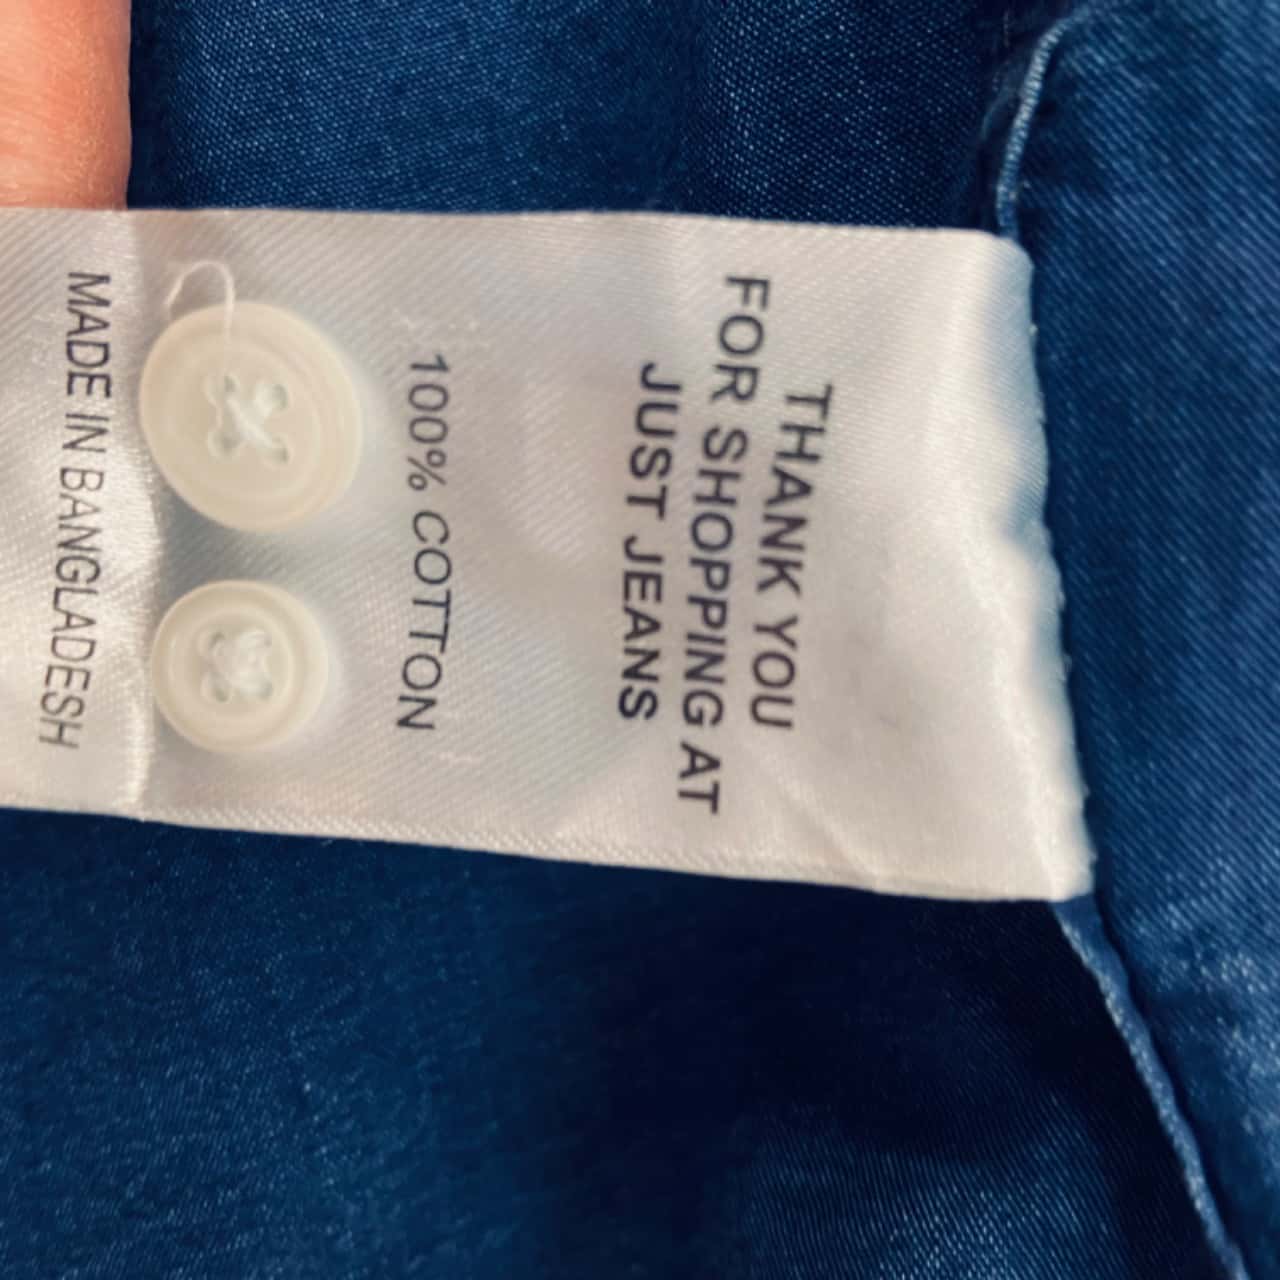 THANK YOU
FOR SHOPPING AT
JUST JEANS
100% COTTON
MADE IN BANGLADESH